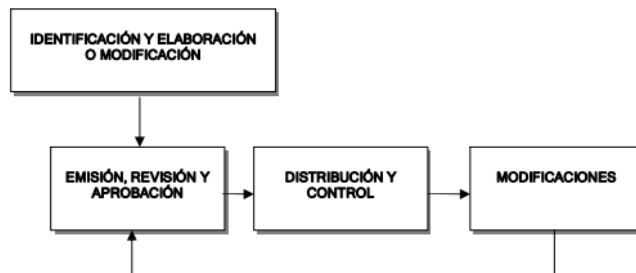 IDENTIFICACIÓN Y ELABORACIÓN
O MODIFICACIÓN
EMISIÓN, REVISIÓN Y
APROBACIÓN
DISTRIBUCIÓN Y
CONTROL
MODIFICACIONES